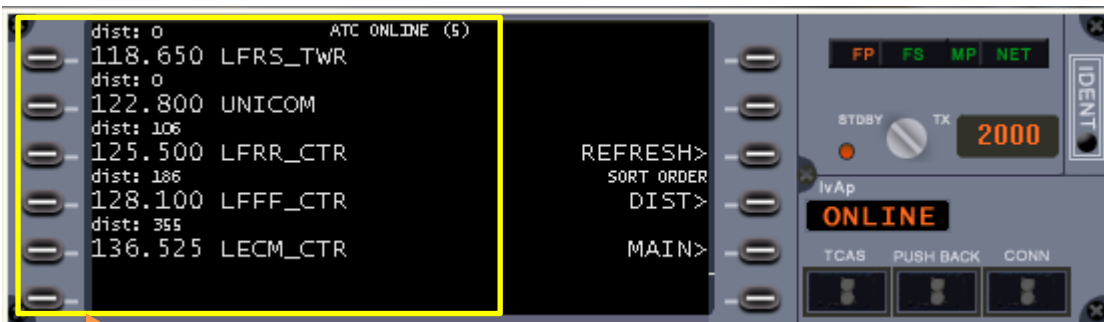 dist: 0 ATC ONLINE (5)
118.650 LFRS_TWR
dist: 0
122.800 UNICOM
dist: 106
125.500 LFRR_CTR REFRESH>
dist: 186 SORT ORDER
128.100 LFFF_CTR DIST>
dist: 355
136.525 LECM_CTR MAIN>
FP FS MP NET
IDENT
STDBY TX 2000
IvAp
ONLINE
TCAS PUSH BACK CONN